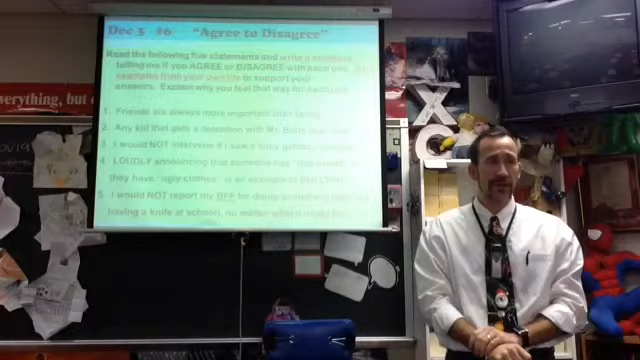 Dec 5 #6 "Agree to Disagree"
Read the following five statements and write a sentence
telling me if you AGREE or DISAGREE with each one. Use
examples from your own life to support your
answers. Explain why you feel that way for each one.
1. Friends are always more important than family.
2. Any kid that gets a detention with Mr.
3. I would NOT intervene if I saw a bully
4. LOUDLY announcing that someone has
they have "ugly clothes" is an example of BULLYING.
5. I would NOT report my BFF for
having a knife at school, no matter which
everything, but